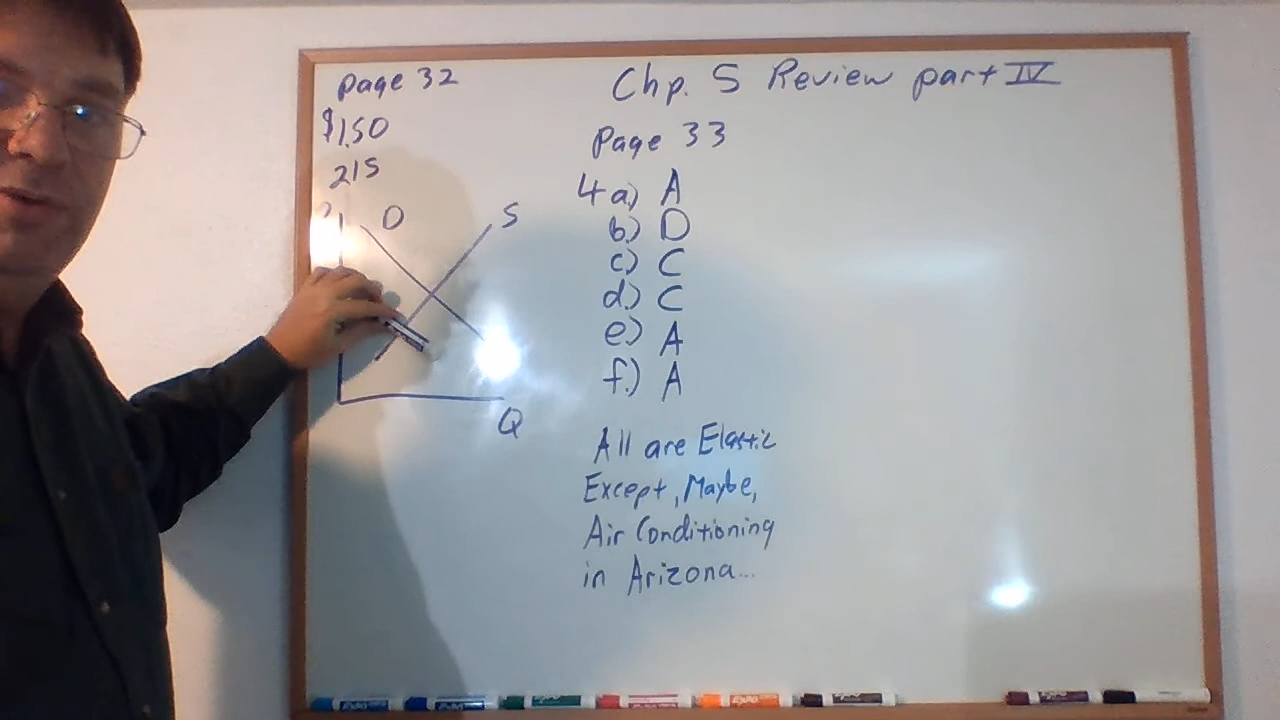 page 32
$1.50
215
D
S
Q
Chp. 5 Review part IV
Page 33
4 a.) A
b.) D
c.) C
d.) C
e.) A
f.) A
All are Elastic
Except, Maybe,
Air Conditioning
in Arizona...